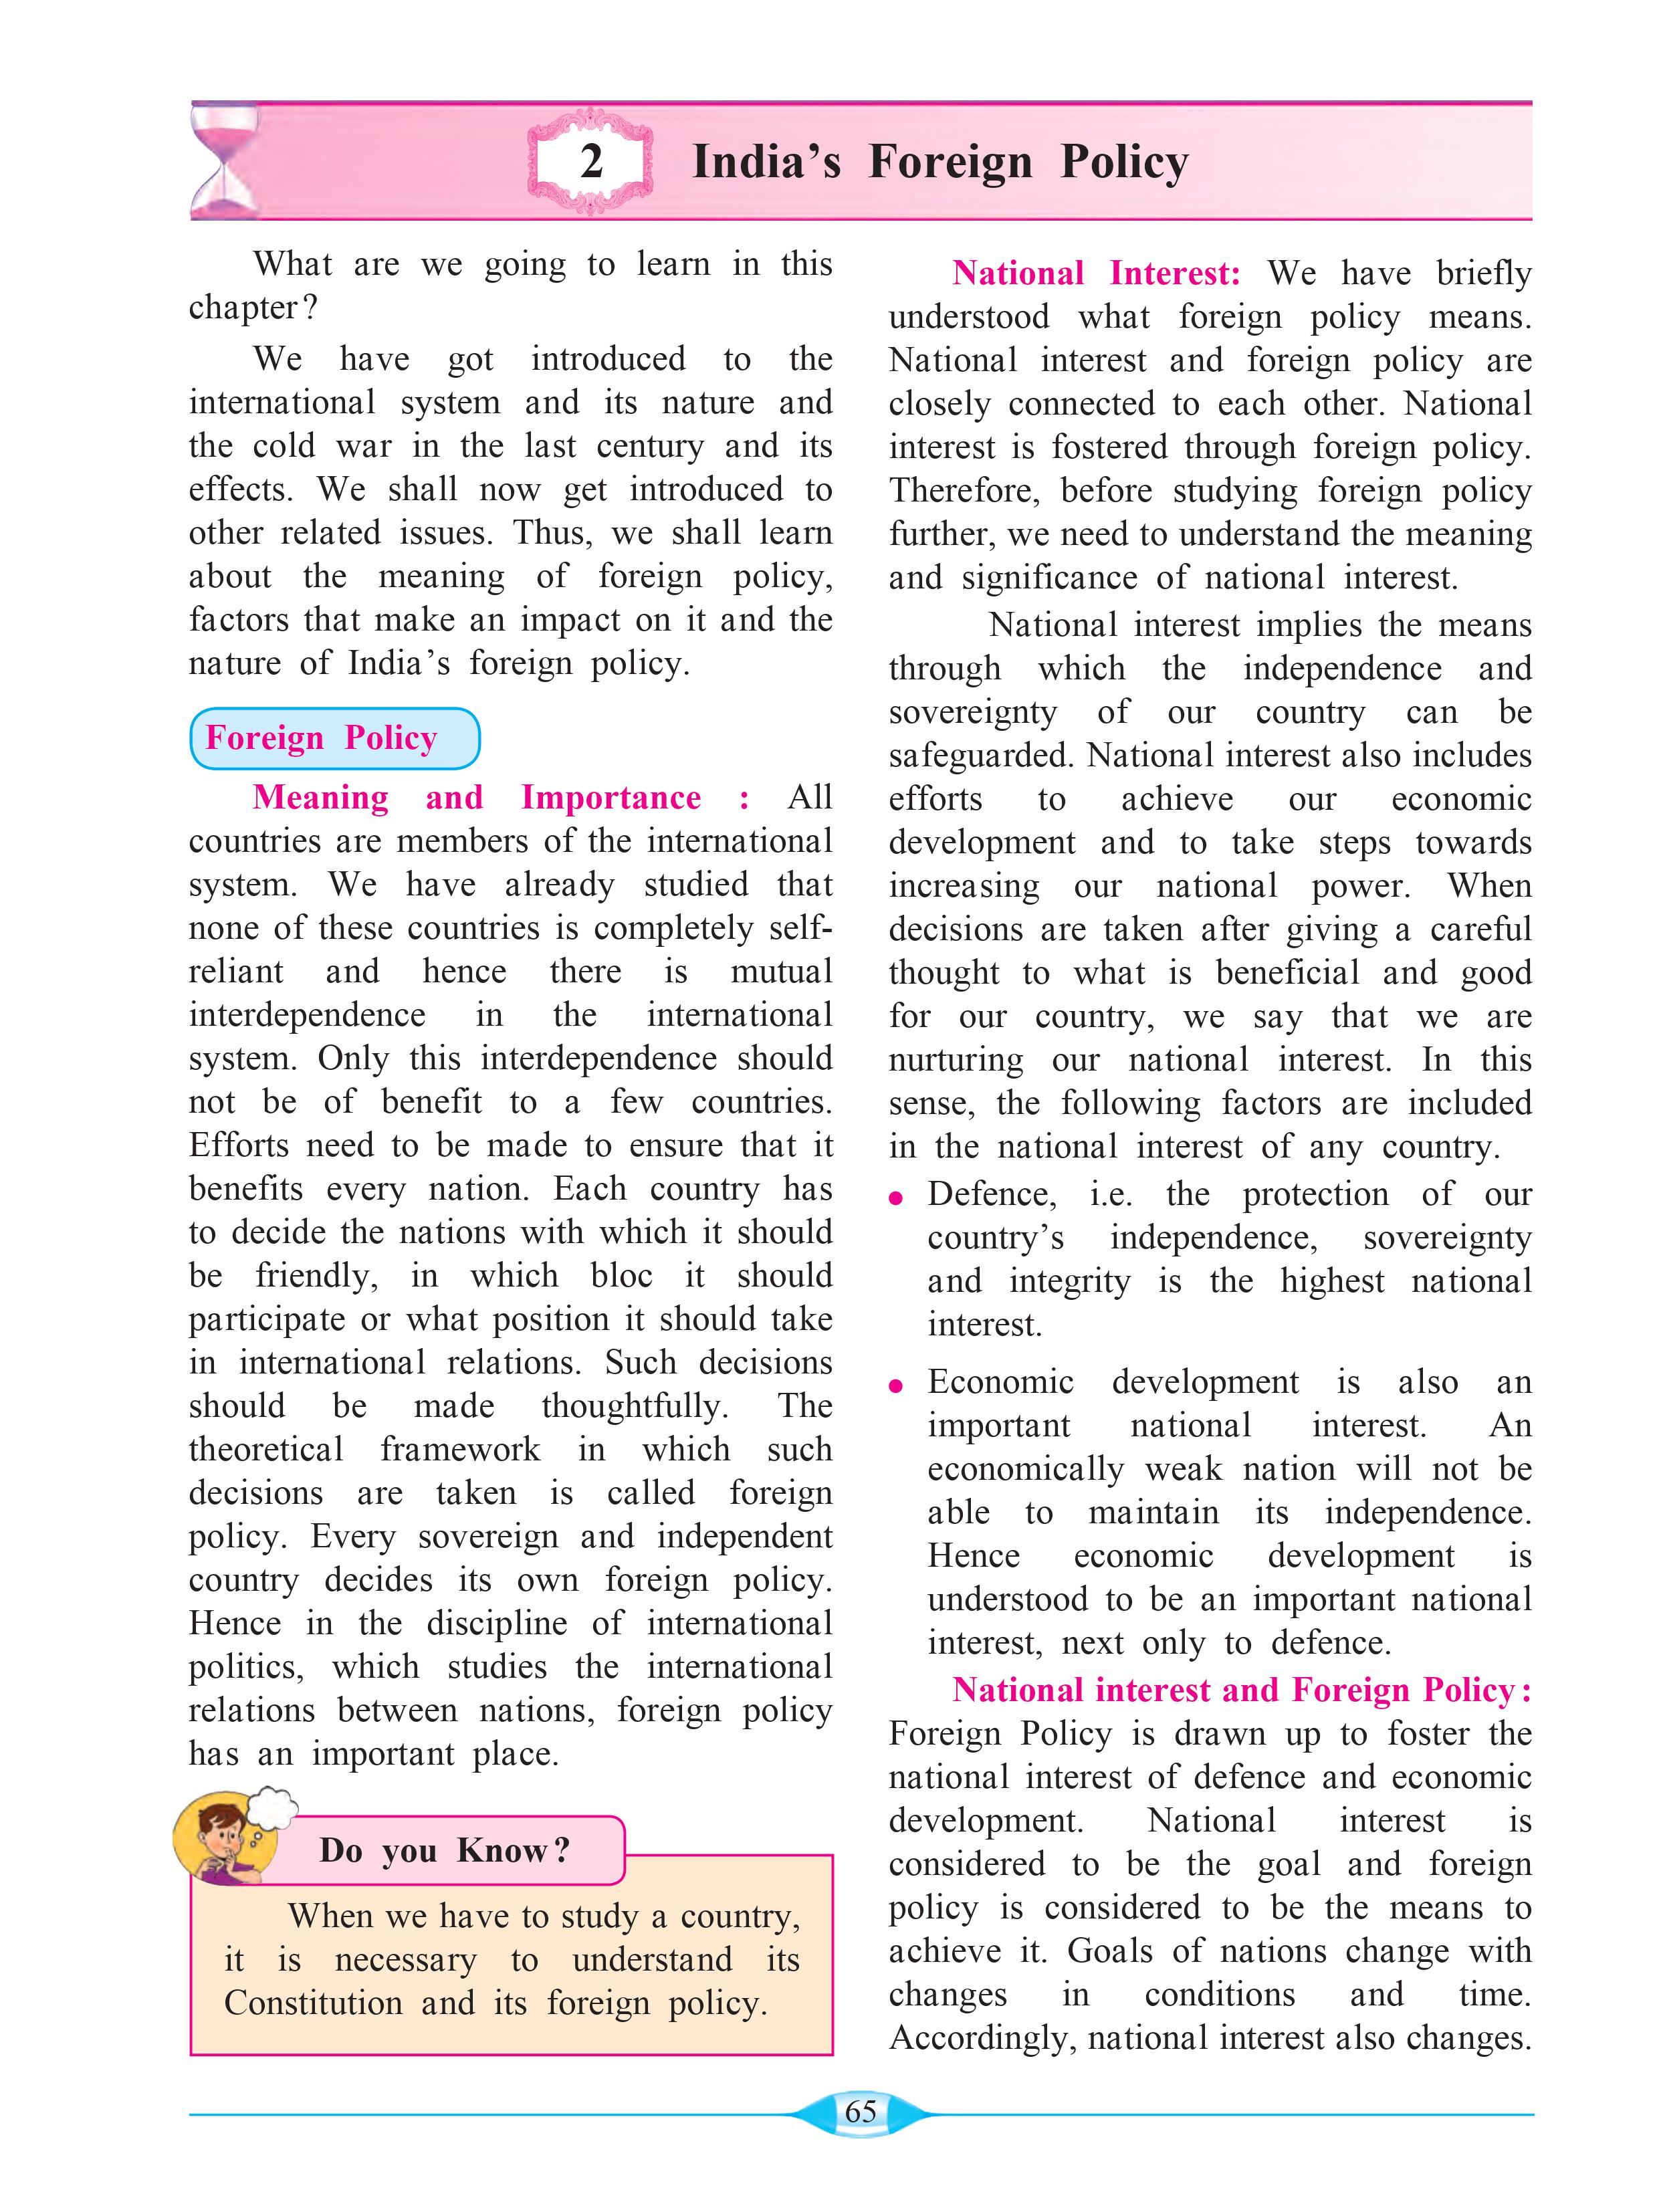 2
India’s Foreign Policy
What are we going to learn in this
chapter?
We have got introduced to the
international system and its nature and
the cold war in the last century and its
effects. We shall now get introduced to
other related issues. Thus, we shall learn
about the meaning of foreign policy,
factors that make an impact on it and the
nature of India’s foreign policy.
Foreign Policy
Meaning and Importance : All
countries are members of the international
system. We have already studied that
none of these countries is completely self-
reliant and hence there is mutual
interdependence in the international
system. Only this interdependence should
not be of benefit to a few countries.
Efforts need to be made to ensure that it
benefits every nation. Each country has
to decide the nations with which it should
be friendly, in which bloc it should
participate or what position it should take
in international relations. Such decisions
should be made thoughtfully. The
theoretical framework in which such
decisions are taken is called foreign
policy. Every sovereign and independent
country decides its own foreign policy.
Hence in the discipline of international
politics, which studies the international
relations between nations, foreign policy
has an important place.
Do you Know?
When we have to study a country,
it is necessary to understand its
Constitution and its foreign policy.
National Interest: We have briefly
understood what foreign policy means.
National interest and foreign policy are
closely connected to each other. National
interest is fostered through foreign policy.
Therefore, before studying foreign policy
further, we need to understand the meaning
and significance of national interest.
National interest implies the means
through which the independence and
sovereignty of our country can be
safeguarded. National interest also includes
efforts to achieve our economic
development and to take steps towards
increasing our national power. When
decisions are taken after giving a careful
thought to what is beneficial and good
for our country, we say that we are
nurturing our national interest. In this
sense, the following factors are included
in the national interest of any country.
● Defence, i.e. the protection of our
country’s independence, sovereignty
and integrity is the highest national
interest.
● Economic development is also an
important national interest. An
economically weak nation will not be
able to maintain its independence.
Hence economic development is
understood to be an important national
interest, next only to defence.
National interest and Foreign Policy:
Foreign Policy is drawn up to foster the
national interest of defence and economic
development. National interest is
considered to be the goal and foreign
policy is considered to be the means to
achieve it. Goals of nations change with
changes in conditions and time.
Accordingly, national interest also changes.
65